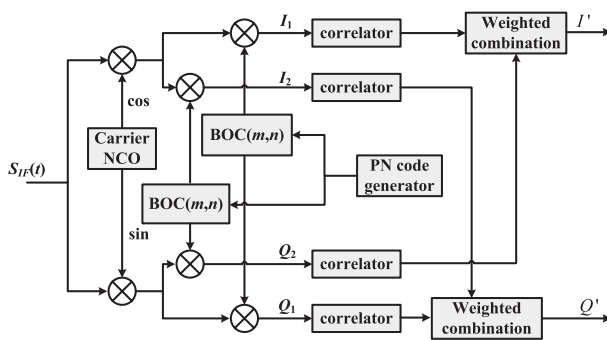 I₁
correlator
Weighted
combination
I'
I₂
correlator
cos
Carrier
NCO
BOC(m,n)
S_IF(t)
PN code
generator
BOC(m,n)
sin
Q₂
correlator
Q₁
correlator
Weighted
combination
Q'